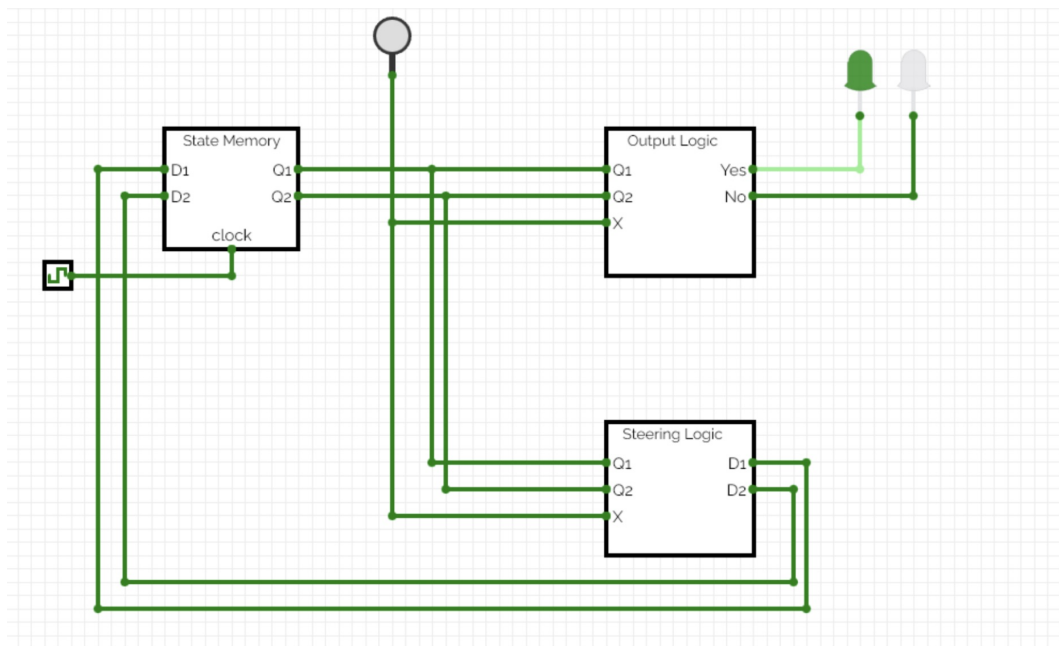 State Memory
D1 Q1
D2 Q2
clock
Output Logic
Q1 Yes
Q2 No
X
Steering Logic
Q1 D1
Q2 D2
X